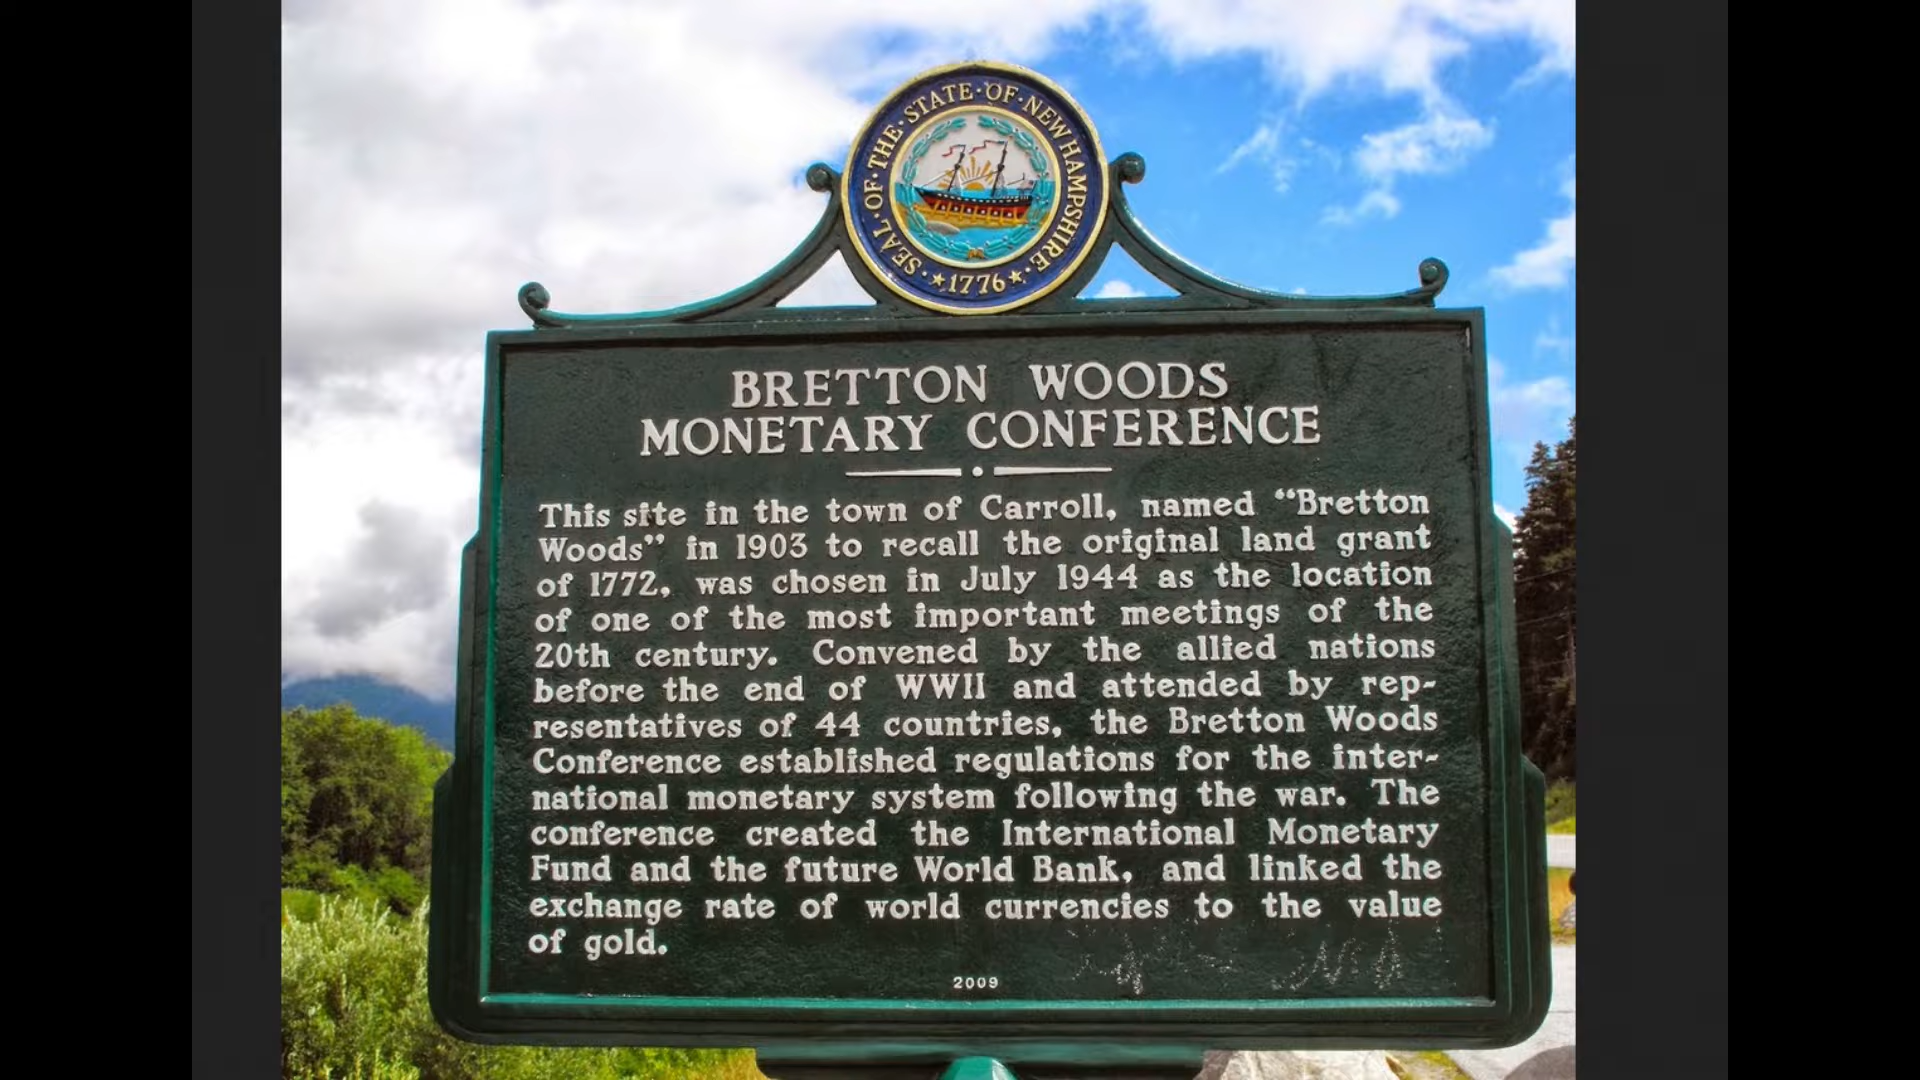 SEAL·OF·THE·STATE·OF·NEW HAMPSHIRE·
★1776★
BRETTON WOODS
MONETARY CONFERENCE
This site in the town of Carroll, named “Bretton
Woods” in 1903 to recall the original land grant
of 1772, was chosen in July 1944 as the location
of one of the most important meetings of the
20th century. Convened by the allied nations
before the end of WWII and attended by rep-
resentatives of 44 countries, the Bretton Woods
Conference established regulations for the inter-
national monetary system following the war. The
conference created the International Monetary
Fund and the future World Bank, and linked the
exchange rate of world currencies to the value
of gold.
2009